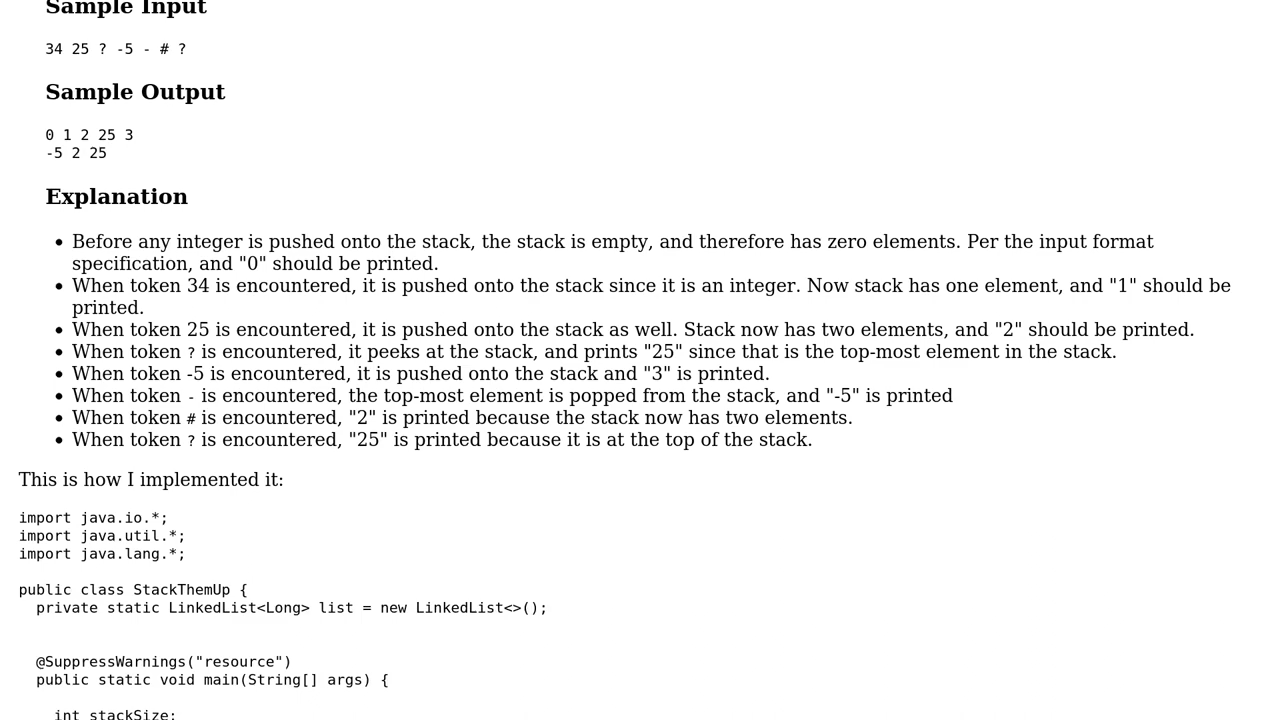 Sample Input
34 25 ? -5 - # ?
Sample Output
0 1 2 25 3
-5 2 25
Explanation
• Before any integer is pushed onto the stack, the stack is empty, and therefore has zero elements. Per the input format
specification, and "0" should be printed.
• When token 34 is encountered, it is pushed onto the stack since it is an integer. Now stack has one element, and "1" should be
printed.
• When token 25 is encountered, it is pushed onto the stack as well. Stack now has two elements, and "2" should be printed.
• When token ? is encountered, it peeks at the stack, and prints "25" since that is the top-most element in the stack.
• When token -5 is encountered, it is pushed onto the stack and "3" is printed.
• When token - is encountered, the top-most element is popped from the stack, and "-5" is printed
• When token # is encountered, "2" is printed because the stack now has two elements.
• When token ? is encountered, "25" is printed because it is at the top of the stack.
This is how I implemented it:
import java.io.*;
import java.util.*;
import java.lang.*;
public class StackThemUp {
  private static LinkedList<Long> list = new LinkedList<>();
  @SuppressWarnings("resource")
  public static void main(String[] args) {
    int stackSize;